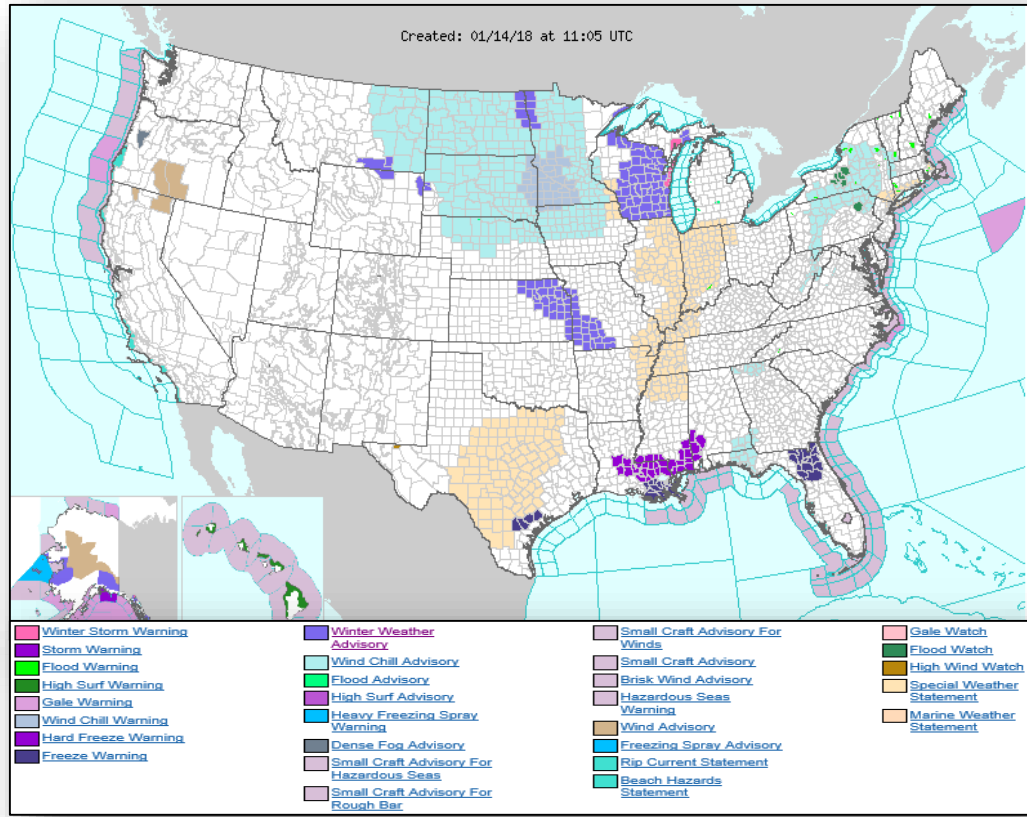 Created: 01/14/18 at 11:05 UTC
Winter Storm Warning
Storm Warning
Flood Warning
High Surf Warning
Gale Warning
Wind Chill Warning
Hard Freeze Warning
Freeze Warning
Winter Weather
Advisory
Wind Chill Advisory
Flood Advisory
High Surf Advisory
Heavy Freezing Spray
Warning
Dense Fog Advisory
Small Craft Advisory For
Hazardous Seas
Small Craft Advisory For
Rough Bar
Small Craft Advisory For
Winds
Small Craft Advisory
Brisk Wind Advisory
Hazardous Seas
Warning
Wind Advisory
Freezing Spray Advisory
Rip Current Statement
Beach Hazards
Statement
Gale Watch
Flood Watch
High Wind Watch
Special Weather
Statement
Marine Weather
Statement